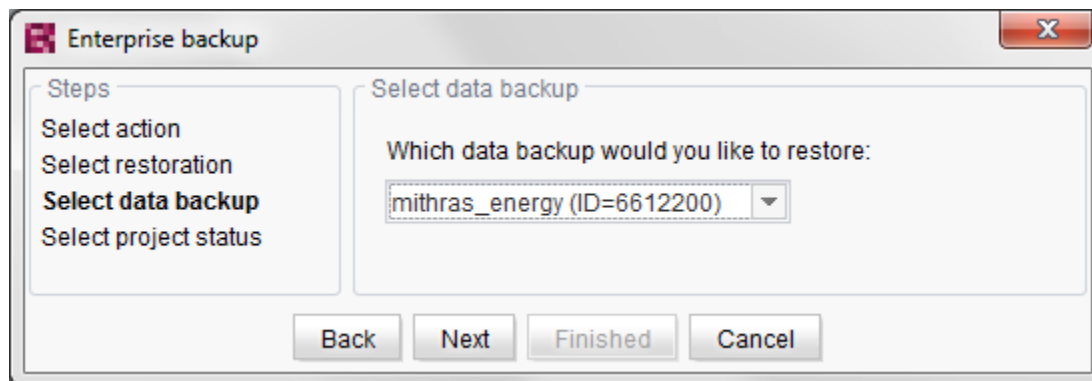 Enterprise backup
Steps
Select action
Select restoration
Select data backup
Select project status
Select data backup
Which data backup would you like to restore:
mithras_energy (ID=6612200)
Back
Next
Finished
Cancel